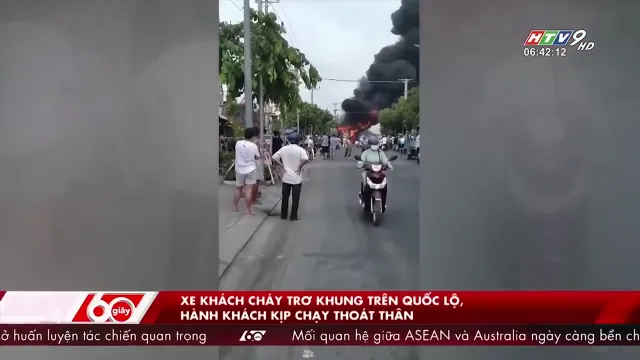 HTV9 HD
06:42:12
60 giây
XE KHÁCH CHÁY TRƠ KHUNG TRÊN QUỐC LỘ,
HÀNH KHÁCH KỊP CHẠY THOÁT THÂN
ở huấn luyện tác chiến quan trọng 60 Mối quan hệ giữa ASEAN và Australia ngày càng bền ch